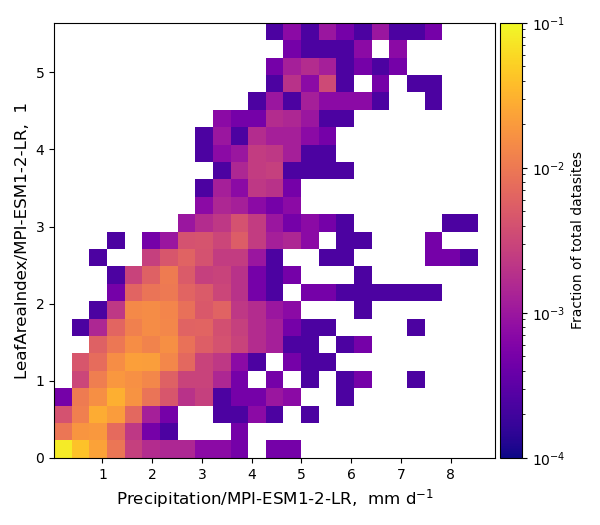 LeafAreaIndex/MPI-ESM1-2-LR,  1
5
4
3
2
1
0
1 2 3 4 5 6 7 8
Precipitation/MPI-ESM1-2-LR,  mm d⁻¹
10⁻¹
10⁻²
10⁻³
10⁻⁴
Fraction of total datasites